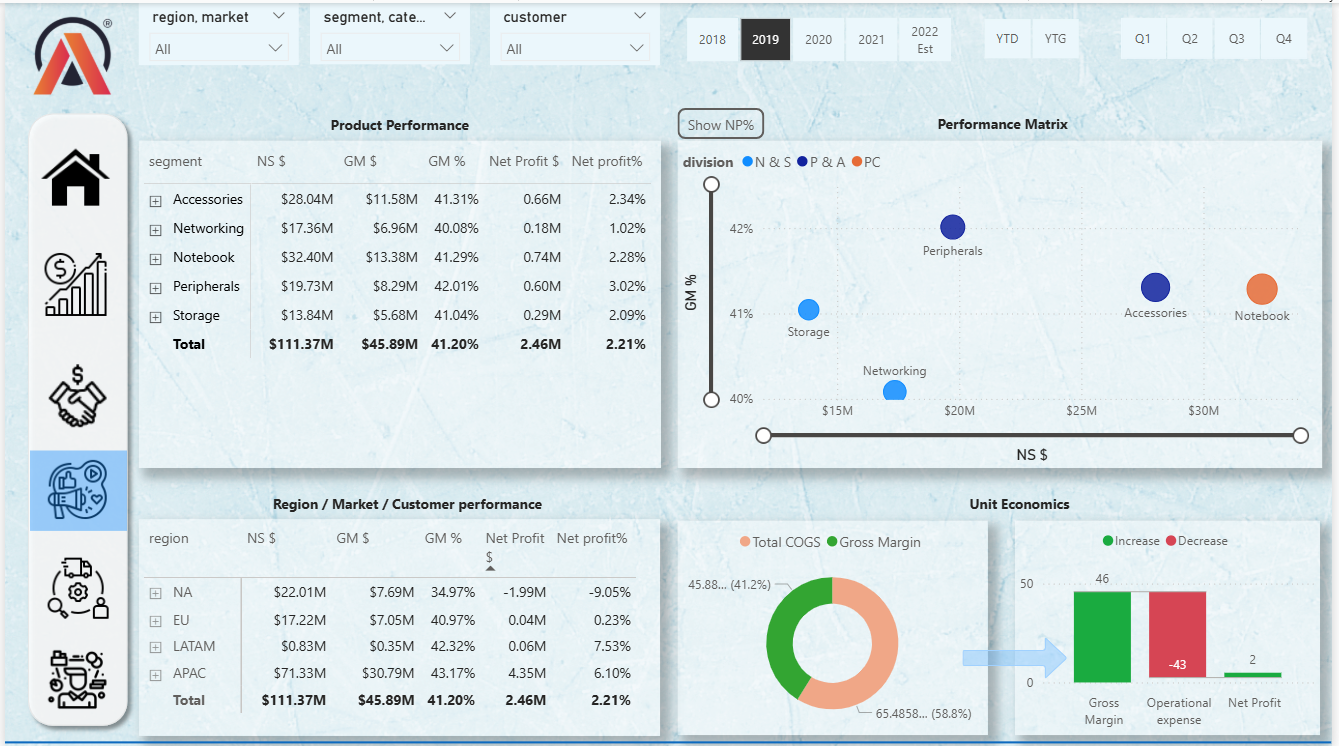 ®
region, market
segment, cate...
customer
All
All
All
2018
2019
2020
2021
2022
Est
YTD
YTG
Q1
Q2
Q3
Q4
Product Performance
segment NS $ GM $ GM % Net Profit $ Net profit%
Accessories $28.04M $11.58M 41.31% 0.66M 2.34%
Networking $17.36M $6.96M 40.08% 0.18M 1.02%
Notebook $32.40M $13.38M 41.29% 0.74M 2.28%
Peripherals $19.73M $8.29M 42.01% 0.60M 3.02%
Storage $13.84M $5.68M 41.04% 0.29M 2.09%
Total $111.37M $45.89M 41.20% 2.46M 2.21%
Show NP%
Performance Matrix
division N & S P & A PC
GM %
42%
41%
40%
Peripherals
Accessories
Notebook
Storage
Networking
$15M $20M $25M $30M
NS $
Region / Market / Customer performance
region NS $ GM $ GM % Net Profit Net profit%
$
NA $22.01M $7.69M 34.97% -1.99M -9.05%
EU $17.22M $7.05M 40.97% 0.04M 0.23%
LATAM $0.83M $0.35M 42.32% 0.06M 7.53%
APAC $71.33M $30.79M 43.17% 4.35M 6.10%
Total $111.37M $45.89M 41.20% 2.46M 2.21%
Unit Economics
Total COGS Gross Margin
45.88... (41.2%)
65.4858... (58.8%)
Increase Decrease
50
0
46
-43
2
Gross
Margin
Operational
expense
Net Profit